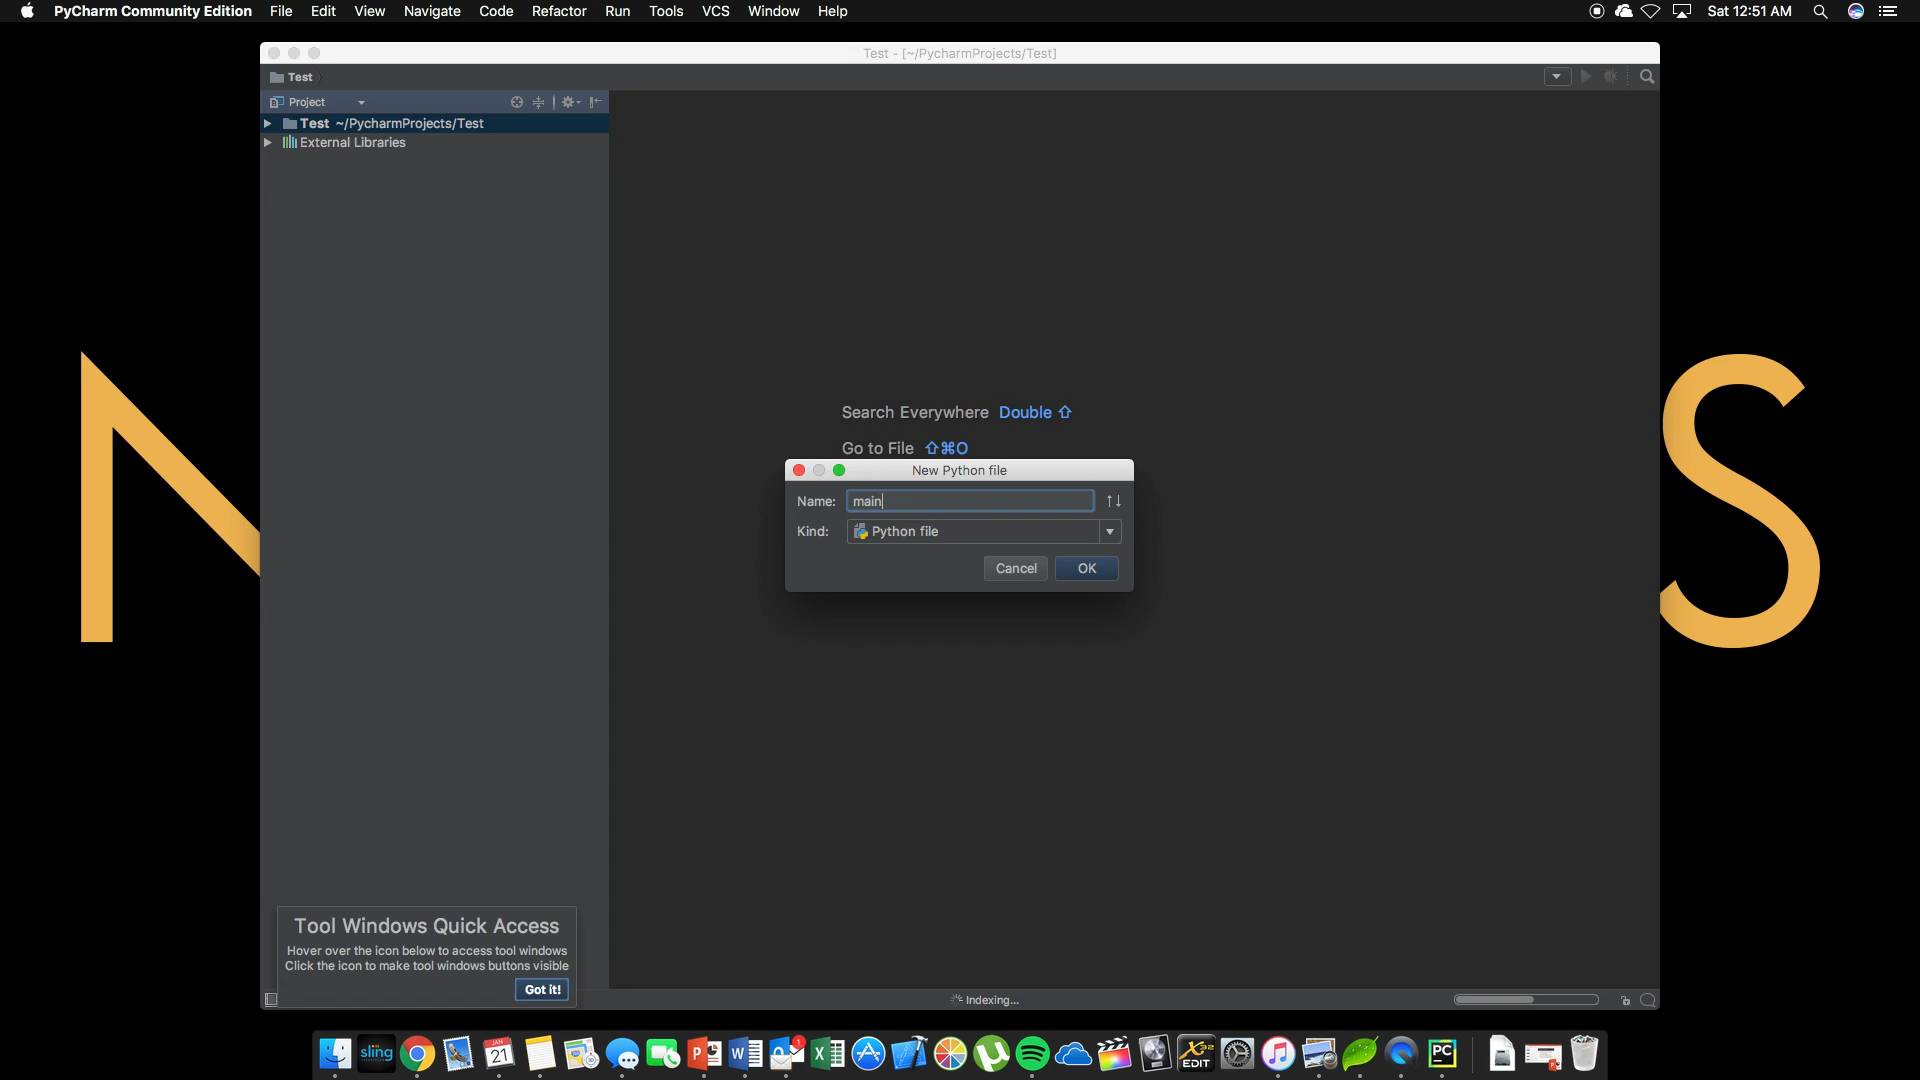 PyCharm Community Edition File Edit View Navigate Code Refactor Run Tools VCS Window Help Sat 12:51 AM
Test - [~/PycharmProjects/Test]
Test
Project
Test ~/PycharmProjects/Test
External Libraries
N S
Search Everywhere Double ⇧
Go to File ⇧⌘O
New Python file
Name: main
Kind: Python file
Cancel OK
Tool Windows Quick Access
Hover over the icon below to access tool windows
Click the icon to make tool windows buttons visible
Got it!
Indexing...
sling JAN 21 P W 1 X EDIT PC